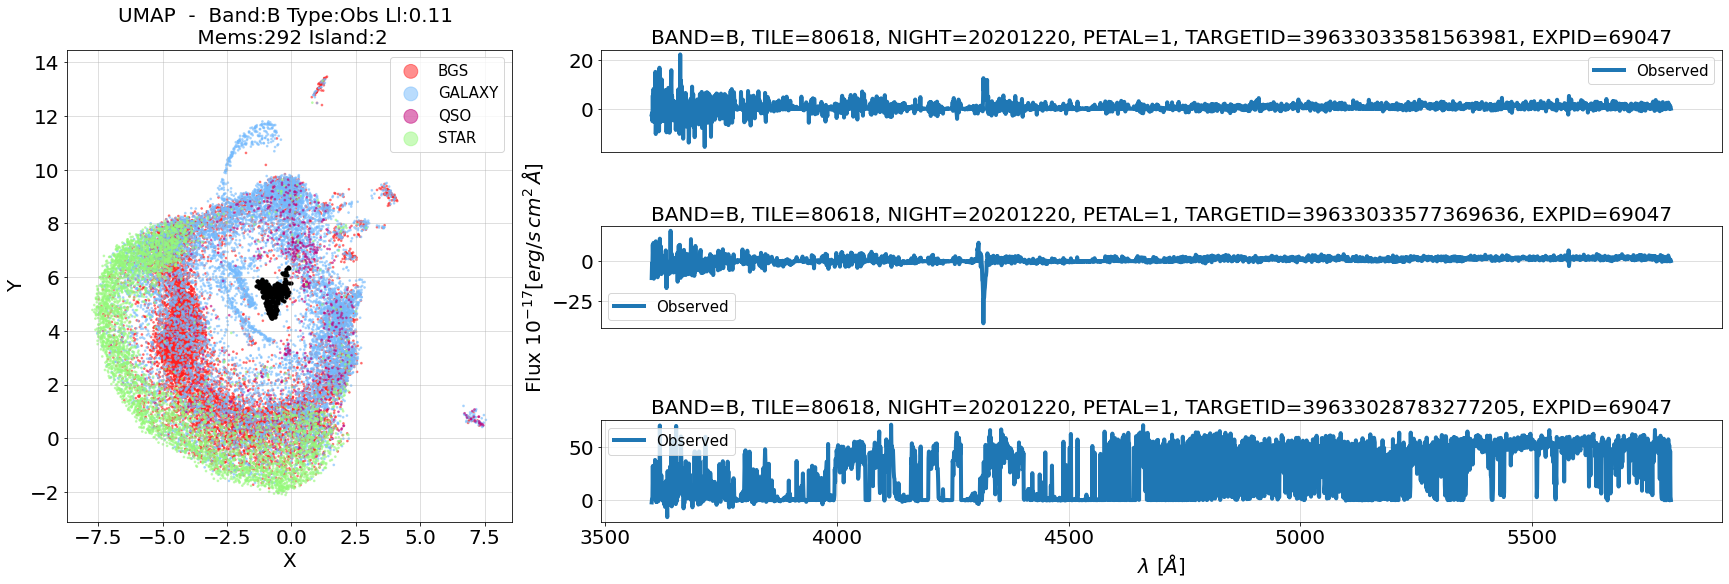 UMAP - Band:B Type:Obs Ll:0.11
Mems:292 Island:2
BGS
GALAXY
QSO
STAR
14
12
10
8
6
4
2
0
−2
Y
−7.5 −5.0 −2.5 0.0 2.5 5.0 7.5
X
Flux 10^{-17}[erg/s cm^2 Å]
BAND=B, TILE=80618, NIGHT=20201220, PETAL=1, TARGETID=39633033581563981, EXPID=69047
20
0
Observed
BAND=B, TILE=80618, NIGHT=20201220, PETAL=1, TARGETID=39633033577369636, EXPID=69047
0
−25
Observed
BAND=B, TILE=80618, NIGHT=20201220, PETAL=1, TARGETID=39633028783277205, EXPID=69047
50
0
Observed
3500 4000 4500 5000 5500
λ [Å]